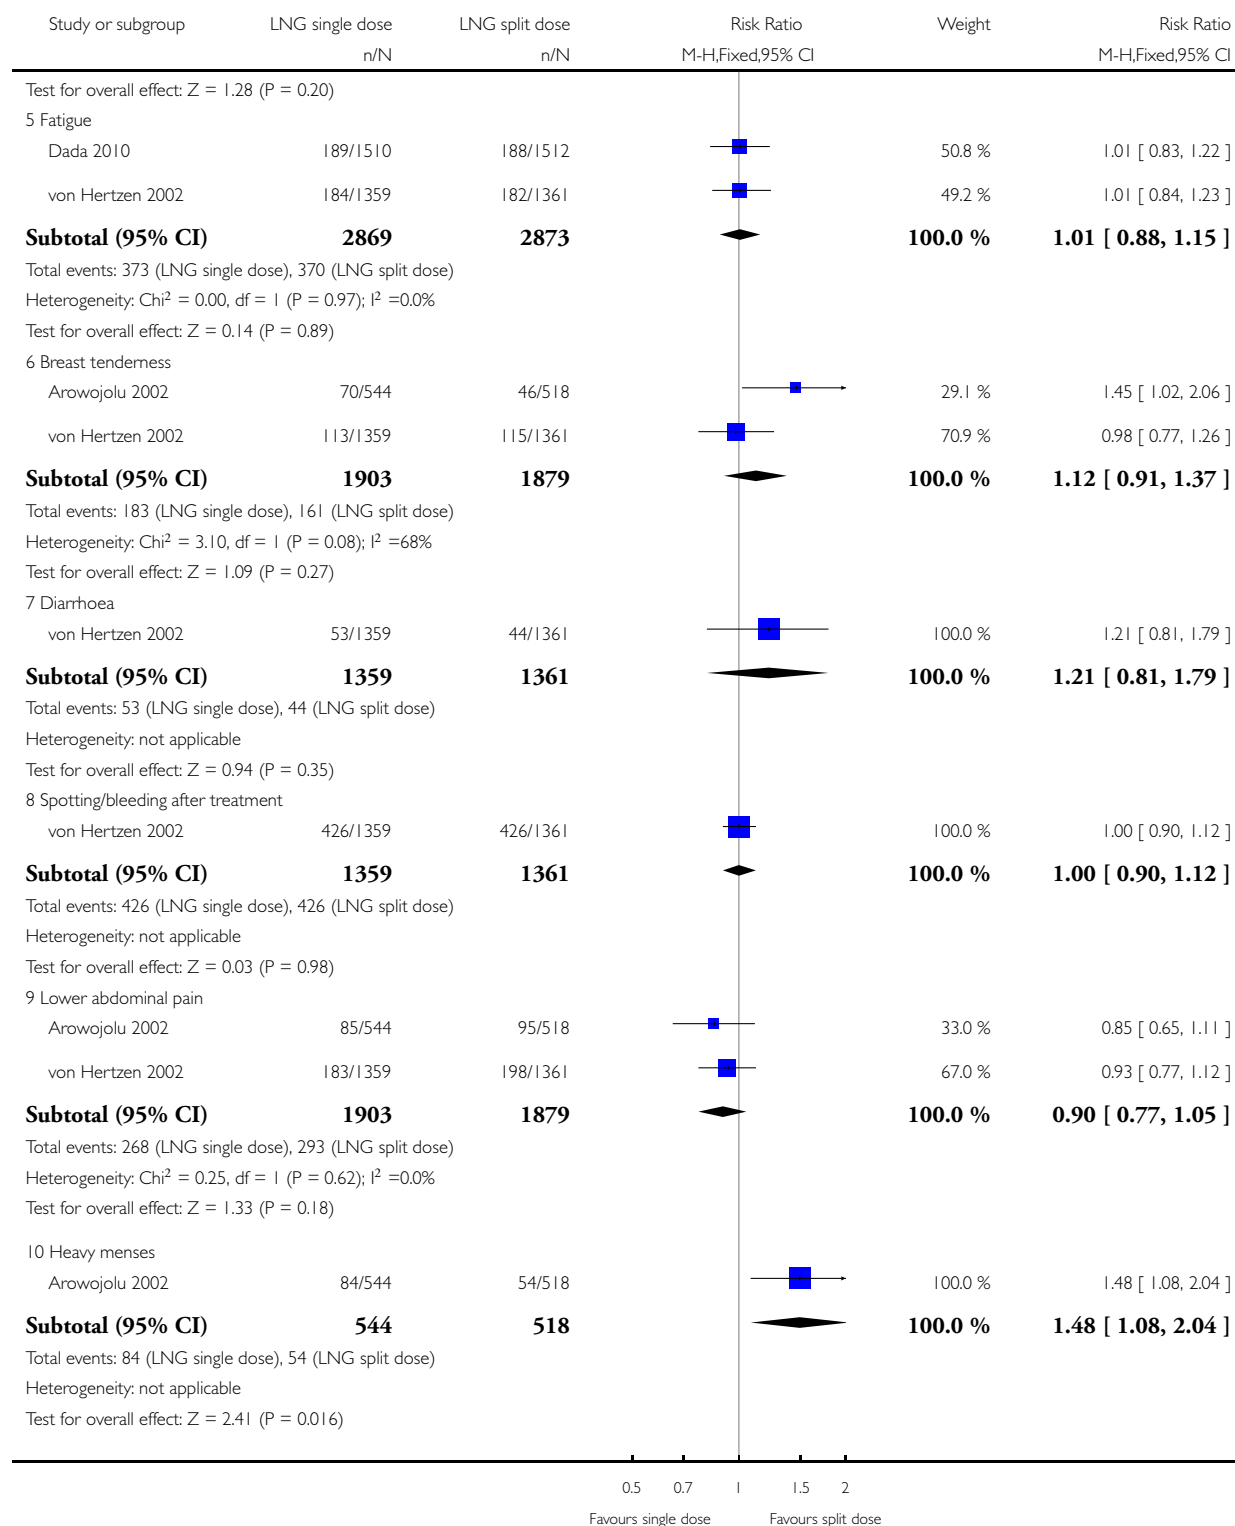 Study or subgroup LNG single dose LNG split dose Risk Ratio Weight Risk Ratio
n/N n/N M-H,Fixed,95% CI M-H,Fixed,95% CI
Test for overall effect: Z = 1.28 (P = 0.20)
5 Fatigue
Dada 2010 189/1510 188/1512 50.8 % 1.01 [ 0.83, 1.22 ]
von Hertzen 2002 184/1359 182/1361 49.2 % 1.01 [ 0.84, 1.23 ]
Subtotal (95% CI) 2869 2873 100.0 % 1.01 [ 0.88, 1.15 ]
Total events: 373 (LNG single dose), 370 (LNG split dose)
Heterogeneity: Chi² = 0.00, df = 1 (P = 0.97); I² =0.0%
Test for overall effect: Z = 0.14 (P = 0.89)
6 Breast tenderness
Arowojolu 2002 70/544 46/518 29.1 % 1.45 [ 1.02, 2.06 ]
von Hertzen 2002 113/1359 115/1361 70.9 % 0.98 [ 0.77, 1.26 ]
Subtotal (95% CI) 1903 1879 100.0 % 1.12 [ 0.91, 1.37 ]
Total events: 183 (LNG single dose), 161 (LNG split dose)
Heterogeneity: Chi² = 3.10, df = 1 (P = 0.08); I² =68%
Test for overall effect: Z = 1.09 (P = 0.27)
7 Diarrhoea
von Hertzen 2002 53/1359 44/1361 100.0 % 1.21 [ 0.81, 1.79 ]
Subtotal (95% CI) 1359 1361 100.0 % 1.21 [ 0.81, 1.79 ]
Total events: 53 (LNG single dose), 44 (LNG split dose)
Heterogeneity: not applicable
Test for overall effect: Z = 0.94 (P = 0.35)
8 Spotting/bleeding after treatment
von Hertzen 2002 426/1359 426/1361 100.0 % 1.00 [ 0.90, 1.12 ]
Subtotal (95% CI) 1359 1361 100.0 % 1.00 [ 0.90, 1.12 ]
Total events: 426 (LNG single dose), 426 (LNG split dose)
Heterogeneity: not applicable
Test for overall effect: Z = 0.03 (P = 0.98)
9 Lower abdominal pain
Arowojolu 2002 85/544 95/518 33.0 % 0.85 [ 0.65, 1.11 ]
von Hertzen 2002 183/1359 198/1361 67.0 % 0.93 [ 0.77, 1.12 ]
Subtotal (95% CI) 1903 1879 100.0 % 0.90 [ 0.77, 1.05 ]
Total events: 268 (LNG single dose), 293 (LNG split dose)
Heterogeneity: Chi² = 0.25, df = 1 (P = 0.62); I² =0.0%
Test for overall effect: Z = 1.33 (P = 0.18)
10 Heavy menses
Arowojolu 2002 84/544 54/518 100.0 % 1.48 [ 1.08, 2.04 ]
Subtotal (95% CI) 544 518 100.0 % 1.48 [ 1.08, 2.04 ]
Total events: 84 (LNG single dose), 54 (LNG split dose)
Heterogeneity: not applicable
Test for overall effect: Z = 2.41 (P = 0.016)
0.5 0.7 1 1.5 2
Favours single dose Favours split dose